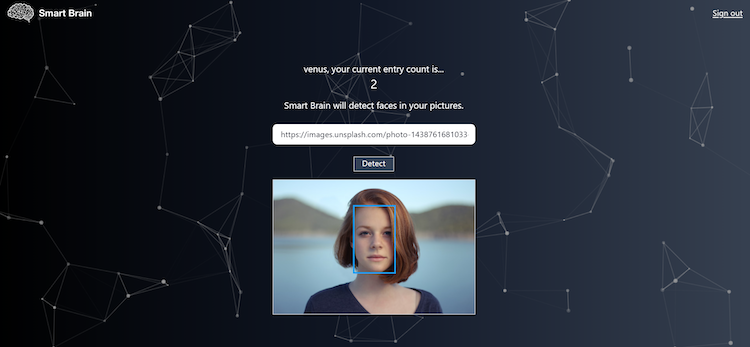 Smart Brain
Sign out
venus, your current entry count is...
2
Smart Brain will detect faces in your pictures.
https://images.unsplash.com/photo-1438761681033
Detect